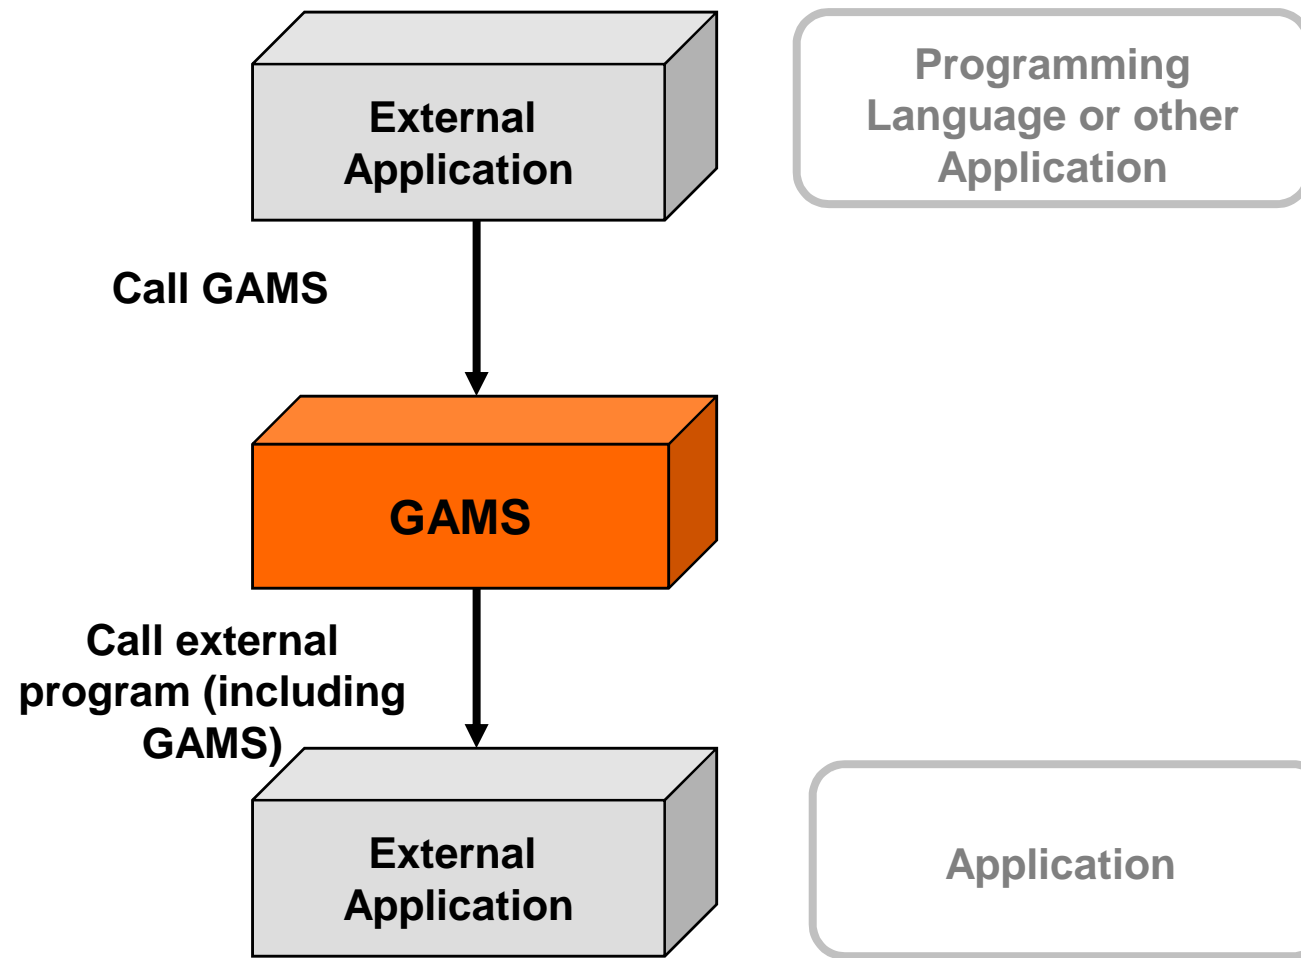 External
Application
Programming
Language or other
Application
Call GAMS
GAMS
Call external
program (including
GAMS)
External
Application
Application